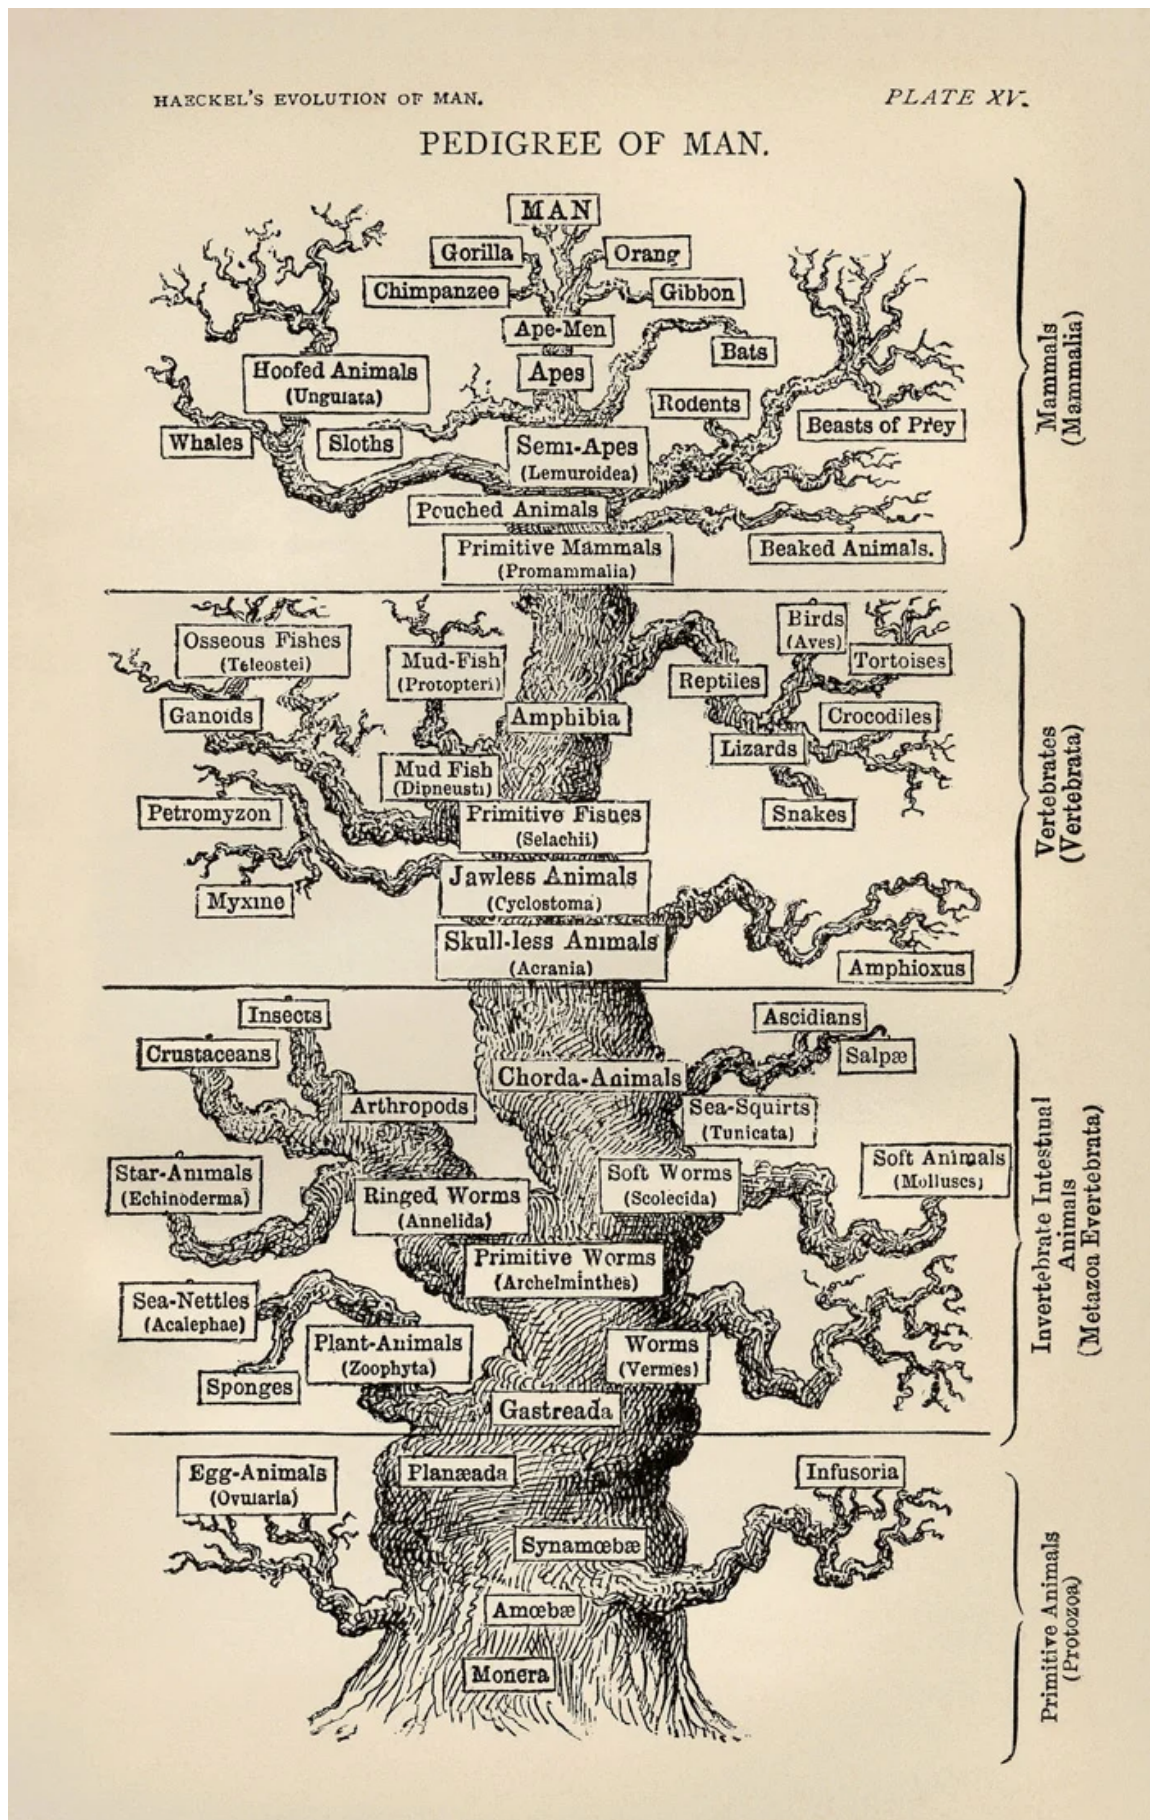 HAECKEL'S EVOLUTION OF MAN.
PLATE XV.
PEDIGREE OF MAN.
MAN
Gorilla
Orang
Chimpanzee
Gibbon
Ape-Men
Bats
Apes
Hoofed Animals
(Ungulata)
Rodents
Beasts of Prey
Whales
Sloths
Semi-Apes
(Lemuroidea)
Pouched Animals
Primitive Mammals
(Promammalia)
Beaked Animals.
Mammals
(Mammalia)
Osseous Fishes
(Teleostei)
Mud-Fish
(Protopteri)
Birds
(Aves)
Tortoises
Reptiles
Ganoids
Amphibia
Crocodiles
Lizards
Mud Fish
(Dipneusti)
Petromyzon
Primitive Fishes
(Selachii)
Snakes
Jawless Animals
(Cyclostoma)
Myxine
Skull-less Animals
(Acrania)
Amphioxus
Vertebrates
(Vertebrata)
Insects
Ascidians
Crustaceans
Salpæ
Chorda-Animals
Arthropods
Sea-Squirts
(Tunicata)
Star-Animals
(Echinoderma)
Ringed Worms
(Annelida)
Soft Worms
(Scolecida)
Soft Animals
(Molluscs)
Primitive Worms
(Archelminthes)
Sea-Nettles
(Acalephae)
Plant-Animals
(Zoophyta)
Worms
(Vermes)
Sponges
Gastreada
Invertebrate Intestinal
Animals
(Metazoa Evertebrata)
Egg-Animals
(Ovularia)
Planæada
Infusoria
Synamœbæ
Amœbæ
Monera
Primitive Animals
(Protozoa)